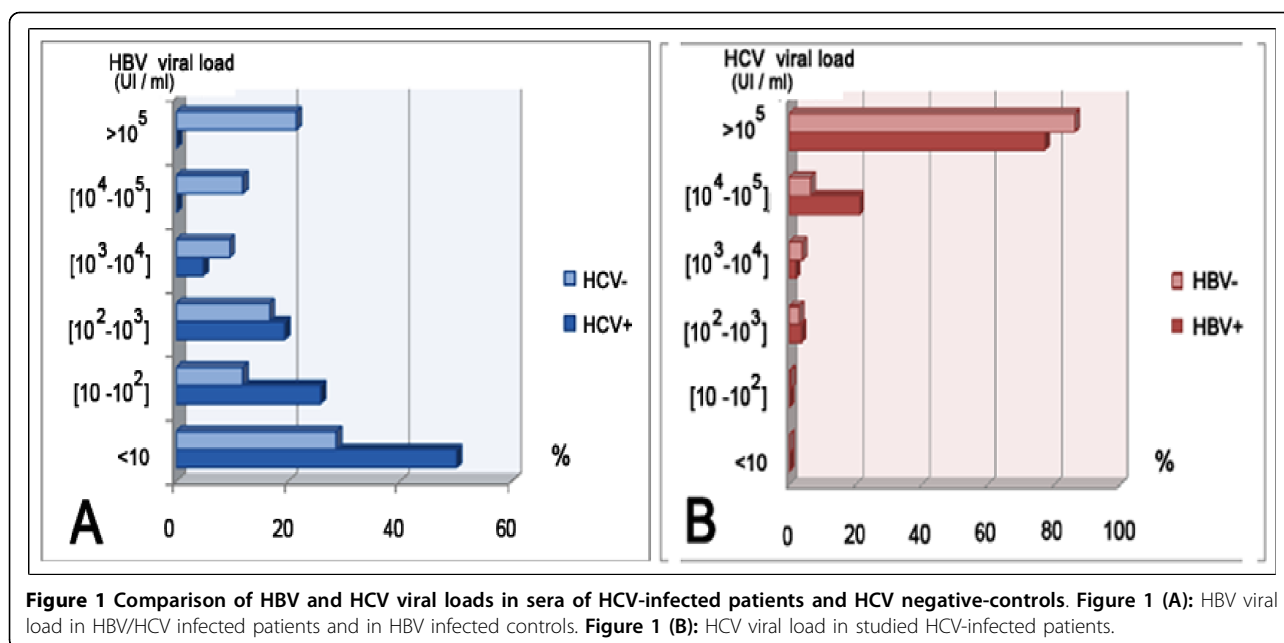 HBV viral load
(UI / ml)
>10^5
[10^4-10^5]
[10^3-10^4]
[10^2-10^3]
[10 -10^2]
<10
0 20 40 60
%
HCV-
HCV+
A
HCV viral load
(UI / ml)
>10^5
[10^4-10^5]
[10^3-10^4]
[10^2-10^3]
[10 -10^2]
<10
0 20 40 60 80 100
%
HBV-
HBV+
B
Figure 1 Comparison of HBV and HCV viral loads in sera of HCV-infected patients and HCV negative-controls. Figure 1 (A): HBV viral
load in HBV/HCV infected patients and in HBV infected controls. Figure 1 (B): HCV viral load in studied HCV-infected patients.